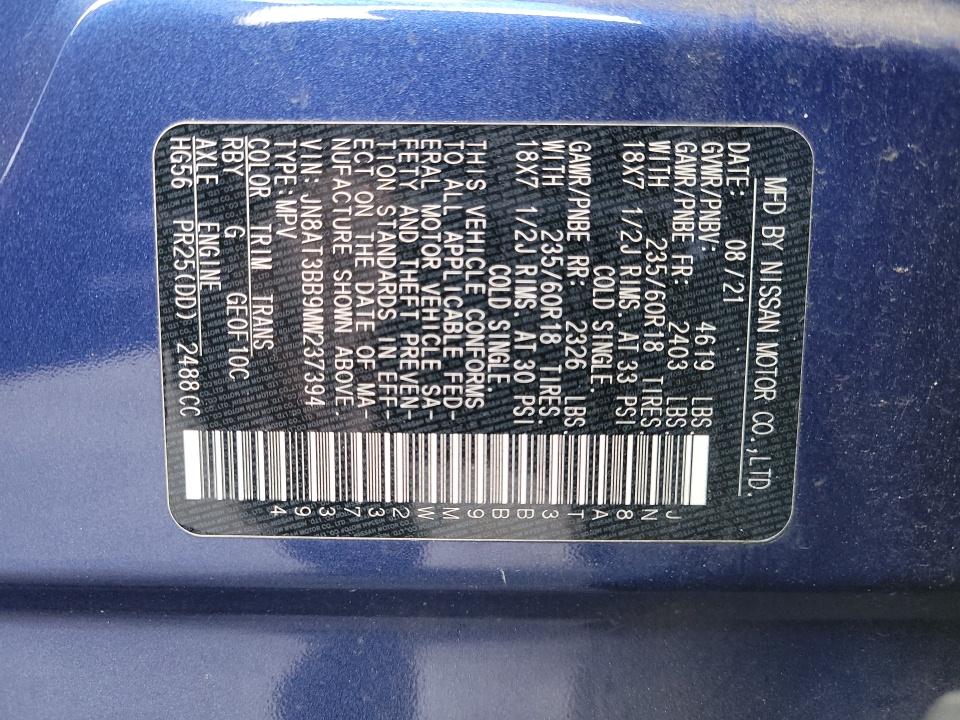 MFD BY NISSAN MOTOR CO.,LTD.
DATE: 08/21
GVWR/PNBV: 4619 LBS.
GAWR/PNBE FR: 2403 LBS.
WITH 235/60R18 TIRES.
18X7 1/2J RIMS. AT 33 PSI
COLD SINGLE.
GAWR/PNBE RR: 2326 LBS.
WITH 235/60R18 TIRES.
18X7 1/2J RIMS. AT 30 PSI
COLD SINGLE.
THIS VEHICLE CONFORMS
TO ALL APPLICABLE FED-
ERAL MOTOR VEHICLE SA-
FETY AND THEFT PREVEN-
TION STANDARDS IN EFF-
ECT ON THE DATE OF MA-
NUFACTURE SHOWN ABOVE.
VIN: JN8AT3BB9MW237394
TYPE: MPV
COLOR TRIM TRANS
RBY G GE0F10C
AXLE ENGINE
HG56 PR25(DD) 2488CC
JN8AT3BB9MW237394